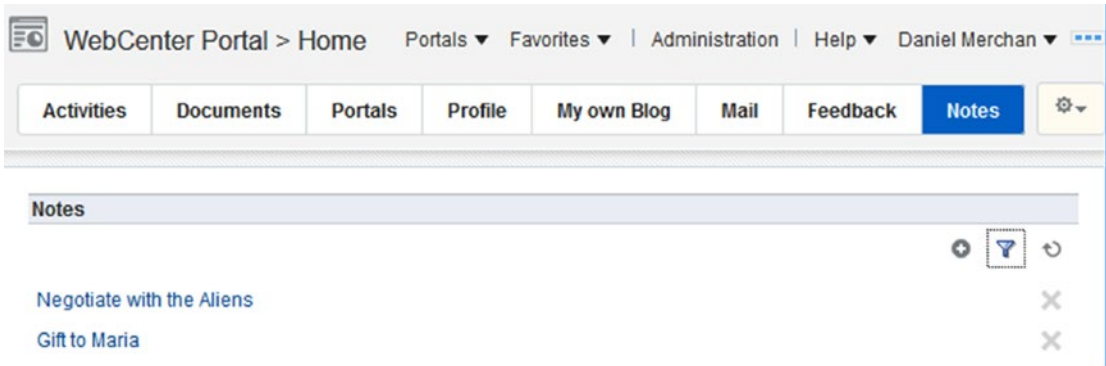 WebCenter Portal > Home Portals ▼ Favorites ▼ | Administration | Help ▼ Daniel Merchan ▼
Activities Documents Portals Profile My own Blog Mail Feedback Notes
Notes
Negotiate with the Aliens
Gift to Maria